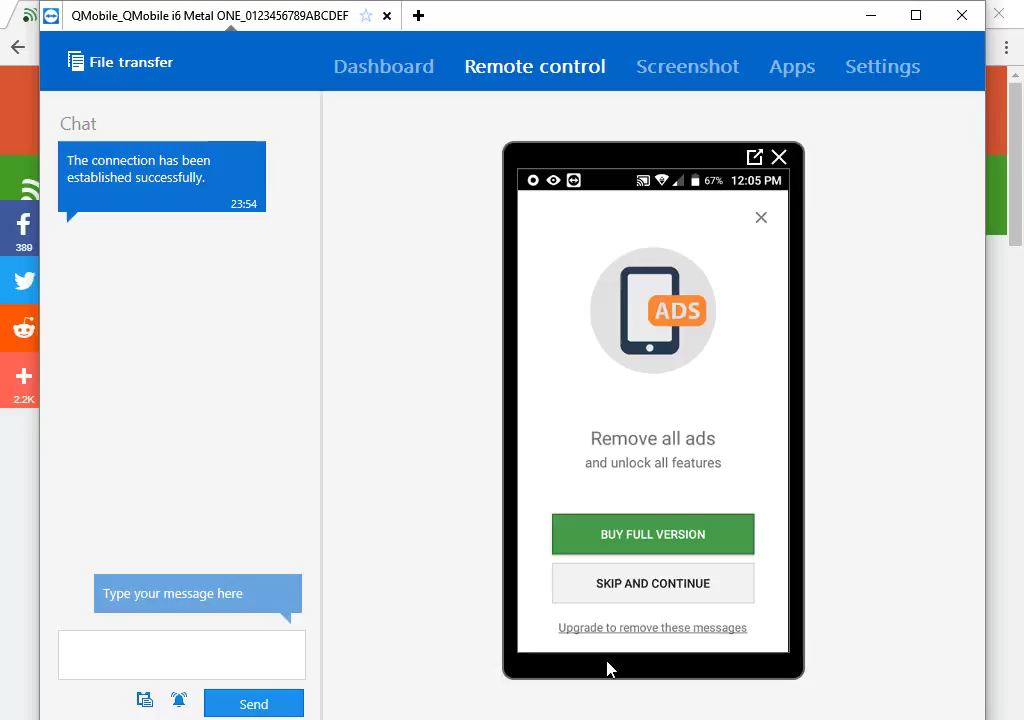 QMobile_QMobile i6 Metal ONE_0123456789ABCDEF
File transfer
Dashboard
Remote control
Screenshot
Apps
Settings
Chat
The connection has been
established successfully.
23:54
389
2.2K
67% 12:05 PM
ADS
Remove all ads
and unlock all features
BUY FULL VERSION
SKIP AND CONTINUE
Upgrade to remove these messages
Type your message here
Send